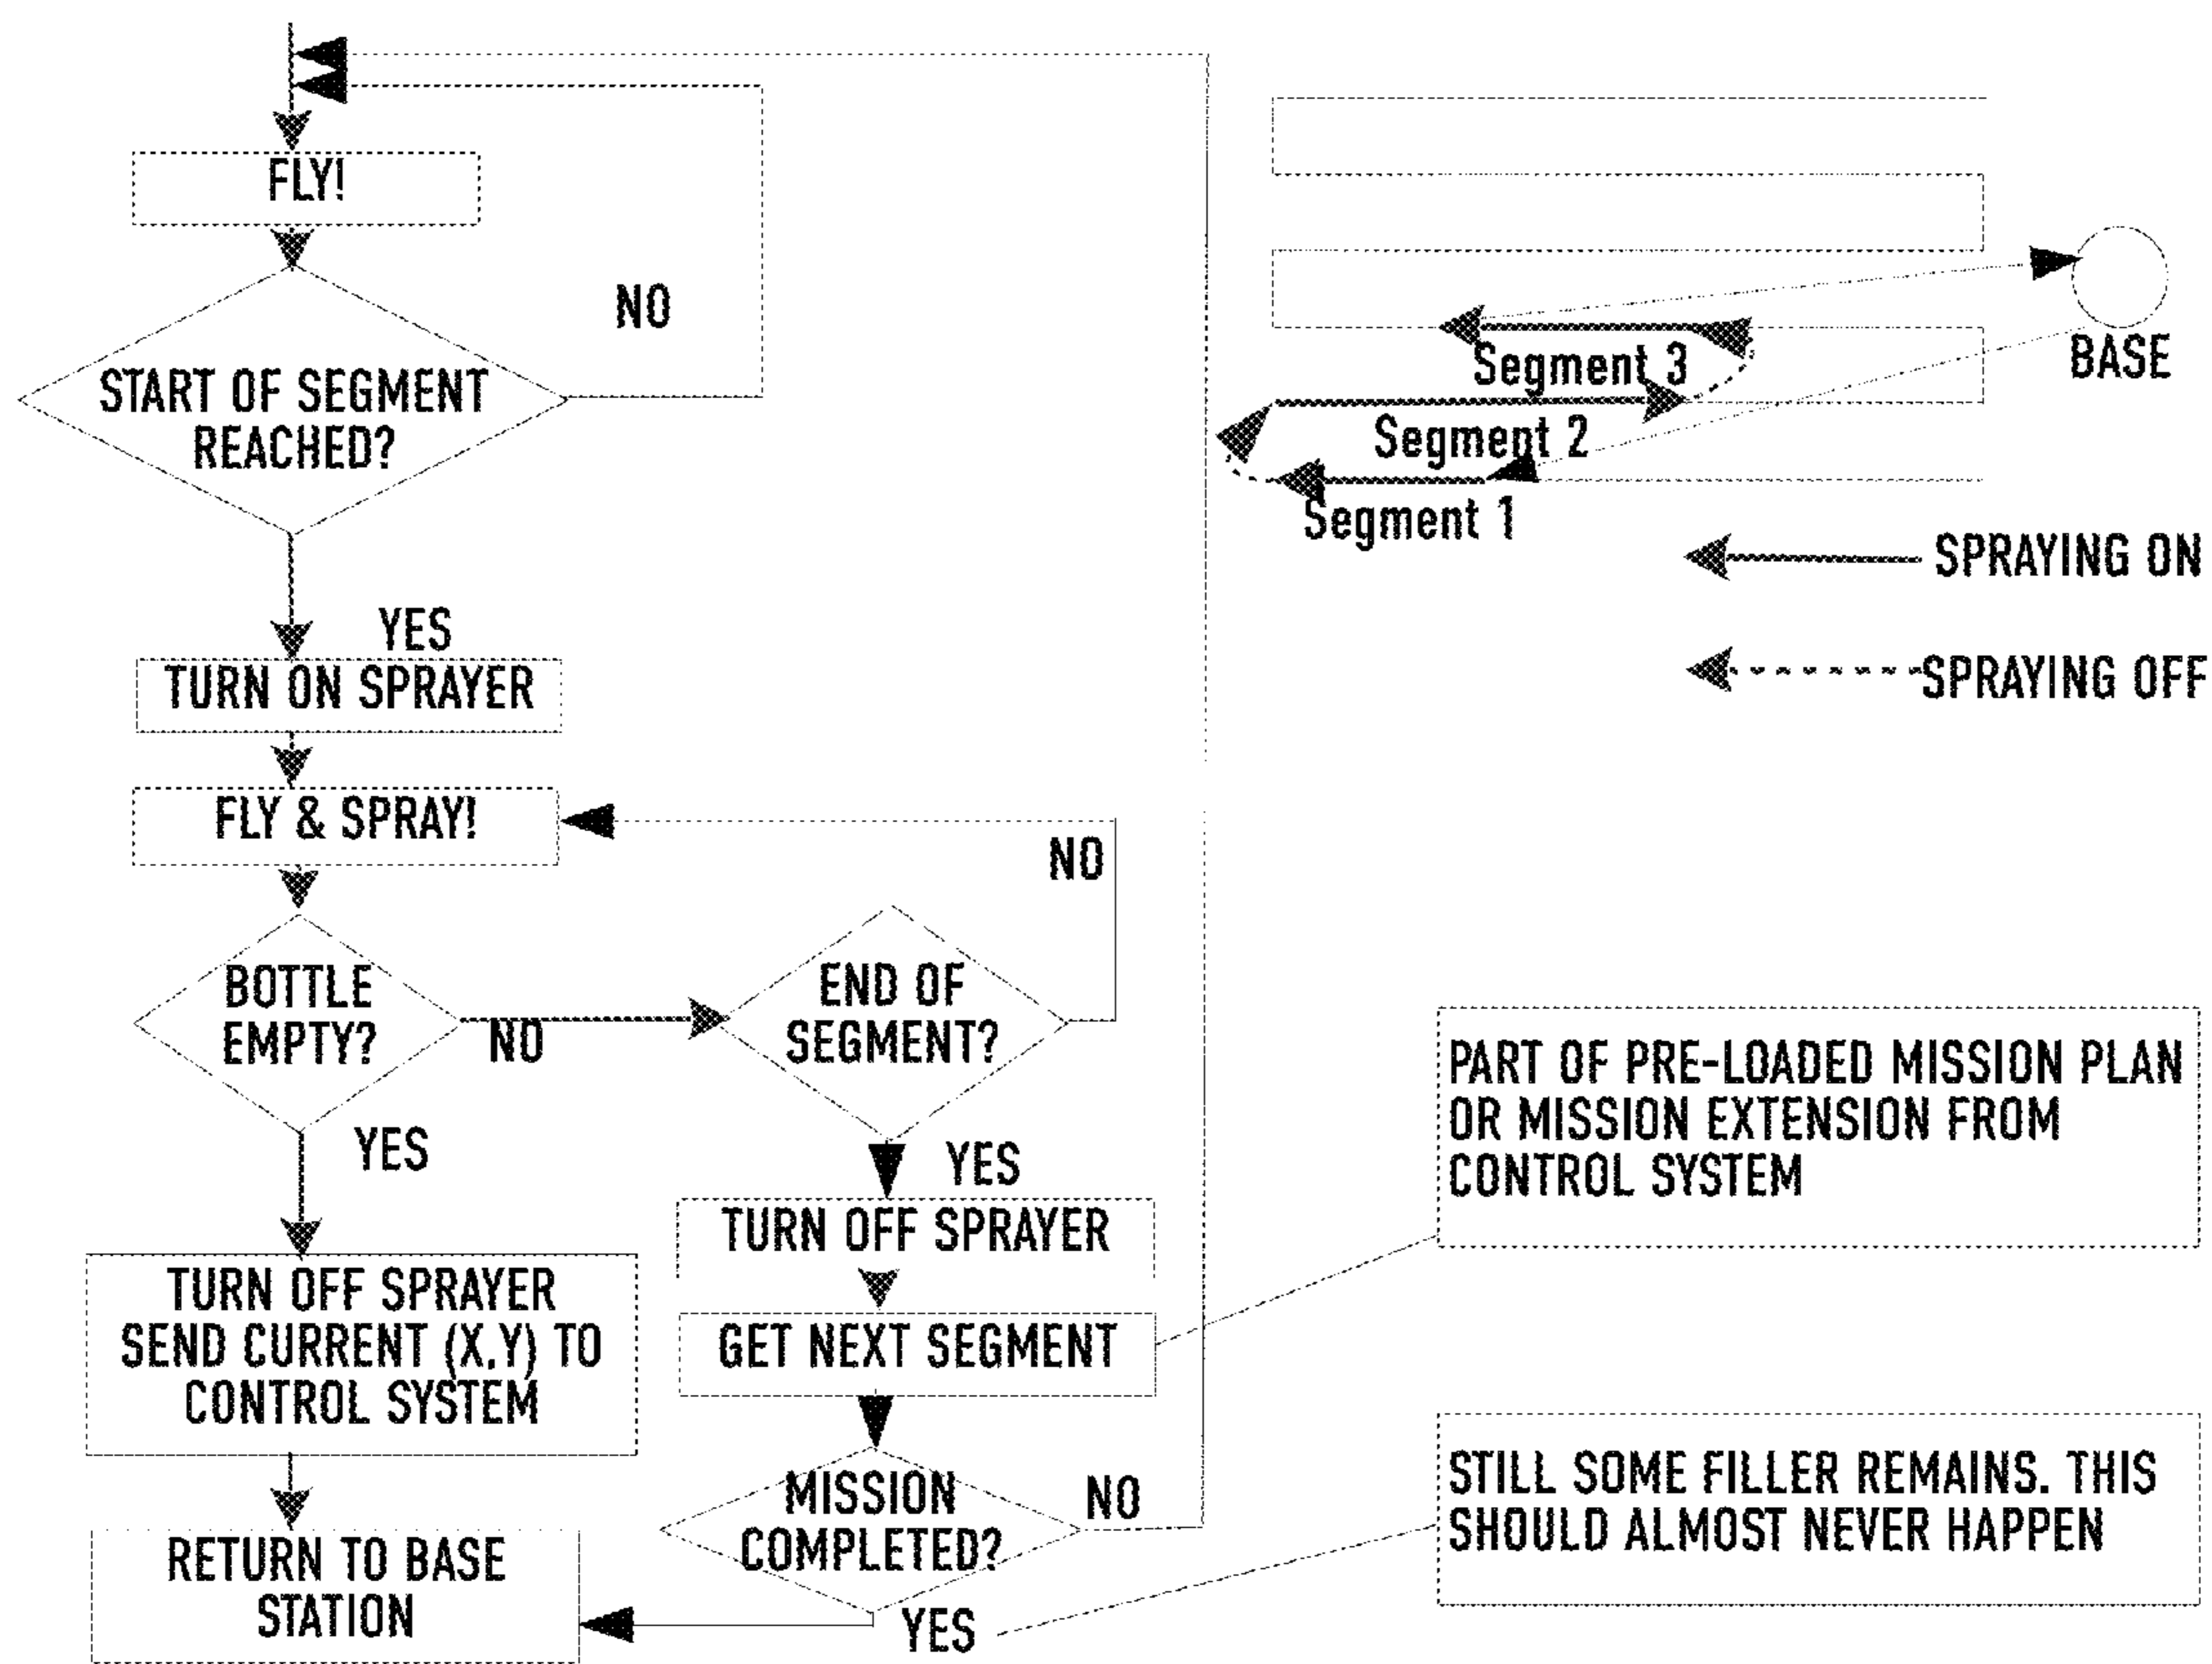 FLY!
NO
START OF SEGMENT
REACHED?
YES
TURN ON SPRAYER
FLY & SPRAY!
NO
BOTTLE
EMPTY?
NO
END OF
SEGMENT?
YES
YES
TURN OFF SPRAYER
SEND CURRENT (X,Y) TO
CONTROL SYSTEM
RETURN TO BASE
STATION
TURN OFF SPRAYER
GET NEXT SEGMENT
MISSION
COMPLETED?
NO
YES
BASE
Segment 3
Segment 2
Segment 1
SPRAYING ON
SPRAYING OFF
PART OF PRE-LOADED MISSION PLAN
OR MISSION EXTENSION FROM
CONTROL SYSTEM
STILL SOME FILLER REMAINS. THIS
SHOULD ALMOST NEVER HAPPEN